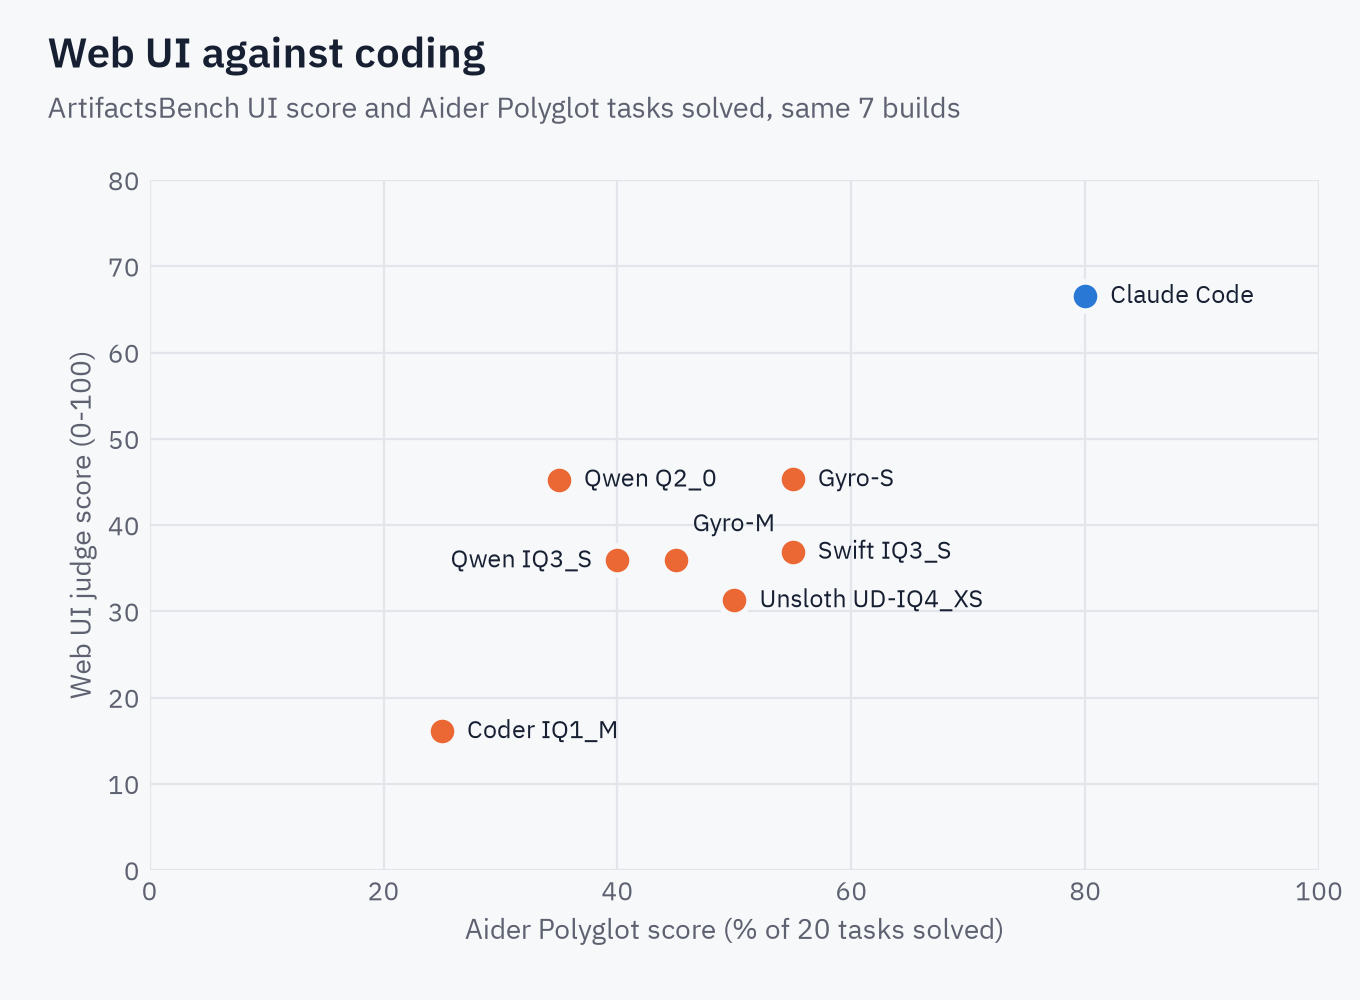 Web UI against coding
ArtifactsBench UI score and Aider Polyglot tasks solved, same 7 builds
Web UI judge score (0-100)
80
70
60
50
40
30
20
10
0
Claude Code
Qwen Q2_0
Gyro-S
Gyro-M
Swift IQ3_S
Qwen IQ3_S
Unsloth UD-IQ4_XS
Coder IQ1_M
0 20 40 60 80 100
Aider Polyglot score (% of 20 tasks solved)